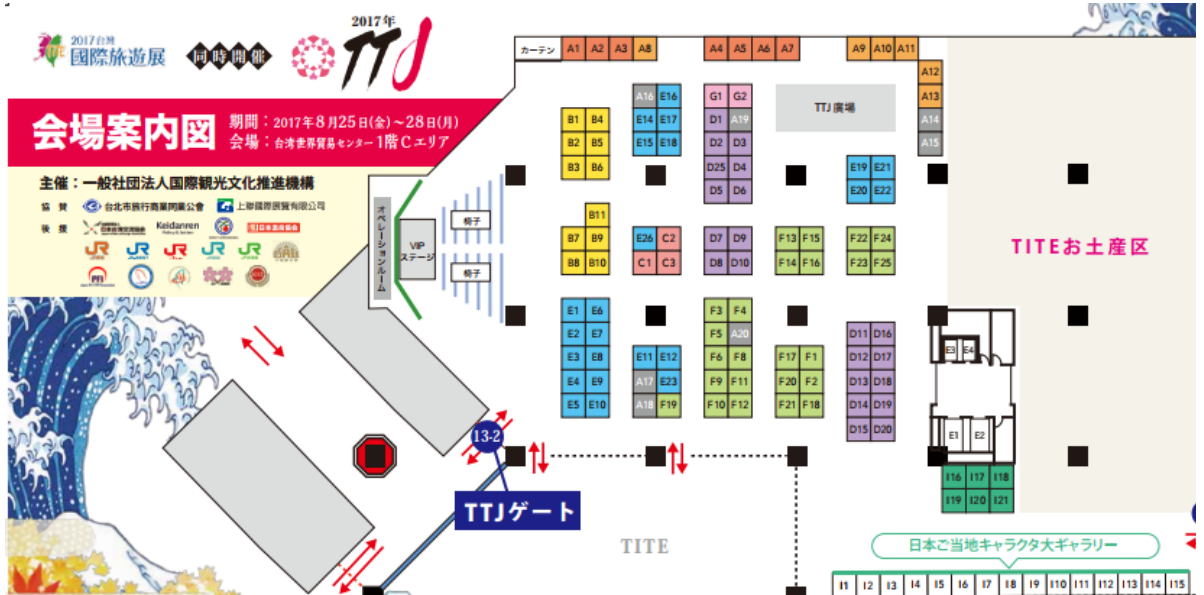 2017台灣
國際旅遊展
同時開催
2017年
TTJ
会場案内図
期間：2017年8月25日(金)～28日(月)
会場：台湾世界貿易センター1階Cエリア
主催：一般社団法人国際観光文化推進機構
協賛
台北市旅行商業同業公會
上聯國際展覽有限公司
後援
Keidanren
日本温泉協会
JR JR JR JR JR
カーテン A1 A2 A3 A8
A4 A5 A6 A7
A9 A10 A11
A12
A13
A14
A15
A16 E16
E14 E17
E15 E18
G1 G2
D1 A19
D2 D3
D25 D4
D5 D6
TTJ廣場
B1 B4
B2 B5
B3 B6
E19 E21
E20 E22
オペレーションルーム
VIP
ステージ
椅子
椅子
B11
B7 B9
B8 B10
E26 C2
C1 C3
D7 D9
D8 D10
F13 F15
F14 F16
F22 F24
F23 F25
TITEお土産区
E1 E6
E2 E7
E3 E8
E4 E9
E5 E10
E11 E12
A17 E23
A18 F19
F3 F4
F5 A20
F6 F8
F9 F11
F10 F12
F17 F1
F20 F2
F21 F18
D11 D16
D12 D17
D13 D18
D14 D19
D15 D20
E3 E4
E1 E2
I16 I17 I18
I19 I20 I21
13-2
TTJゲート
TITE
日本ご当地キャラクタ大ギャラリー
I1 I2 I3 I4 I5 I6 I7 I8 I9 I10 I11 I12 I13 I14 I15